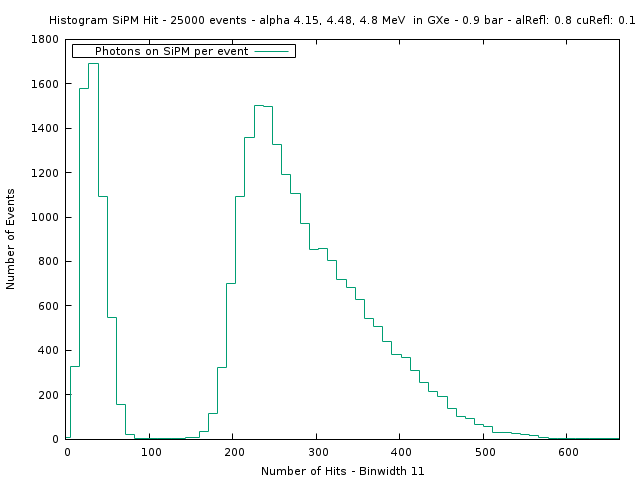 Histogram SiPM Hit - 25000 events - alpha 4.15, 4.48, 4.8 MeV  in GXe - 0.9 bar - alRefl: 0.8 cuRefl: 0.1
Photons on SiPM per event
1800
1600
1400
1200
1000
800
600
400
200
0
Number of Events
0 100 200 300 400 500 600
Number of Hits - Binwidth 11